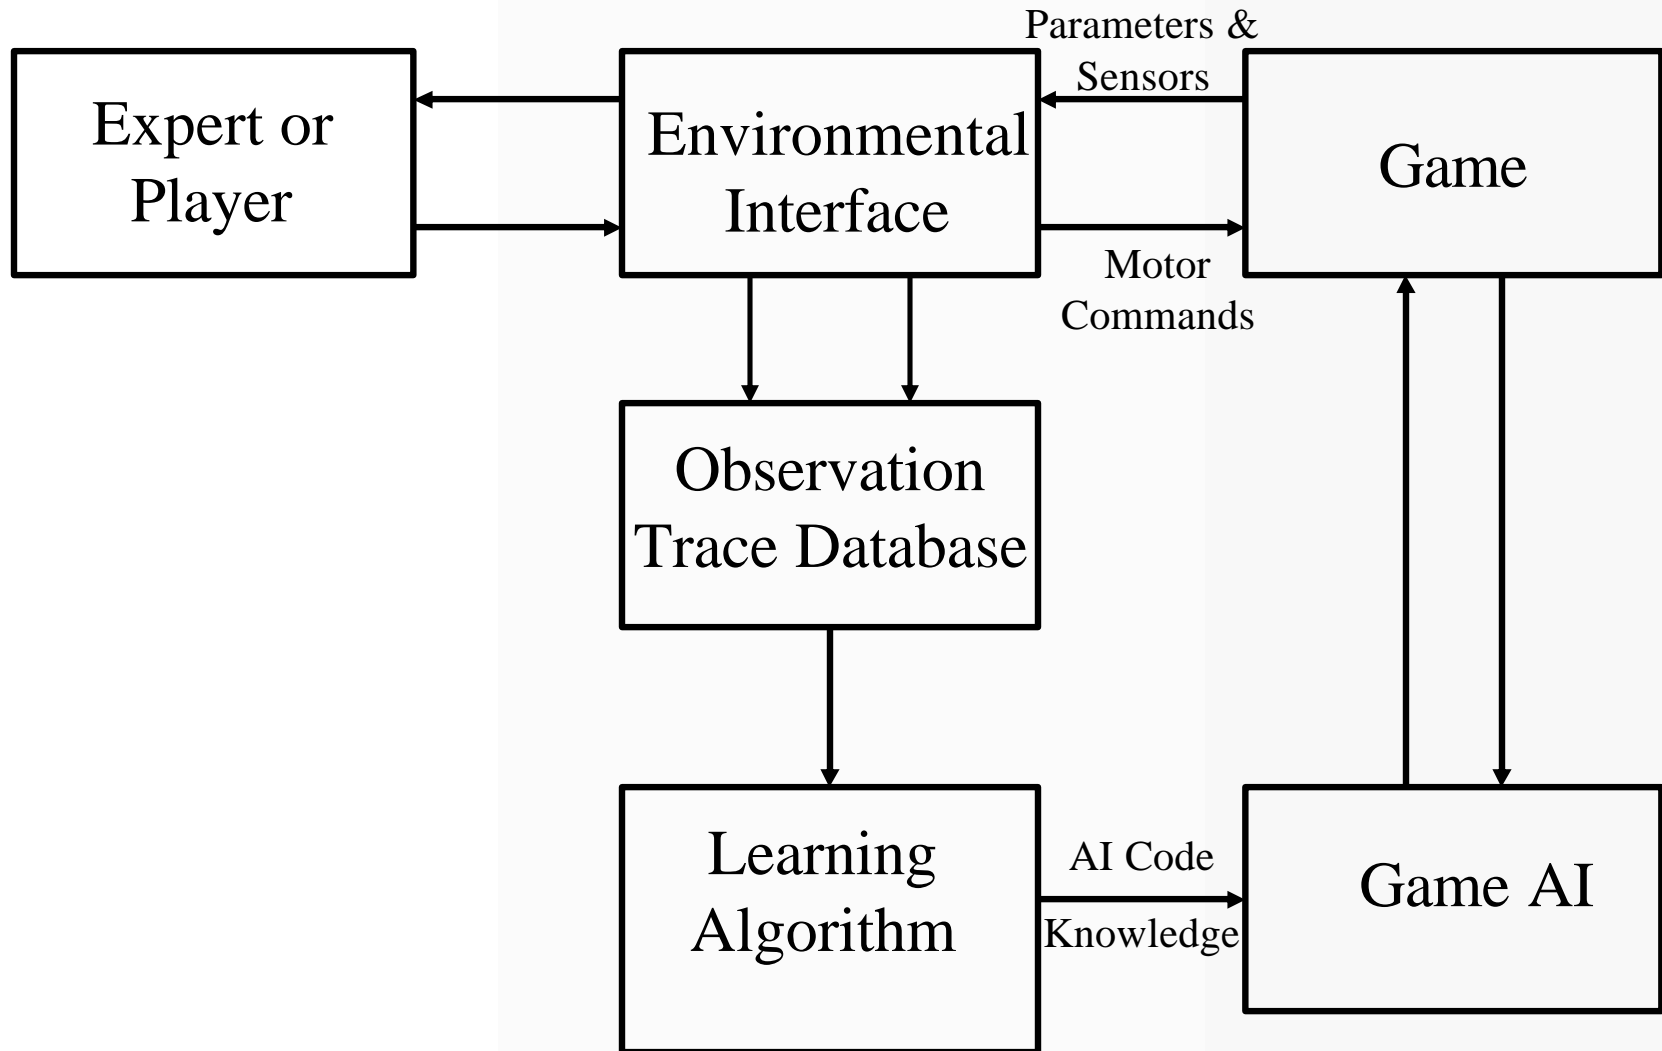 Parameters &
Sensors
Expert or
Player
Environmental
Interface
Game
Motor
Commands
Observation
Trace Database
Learning
Algorithm
AI Code
Knowledge
Game AI